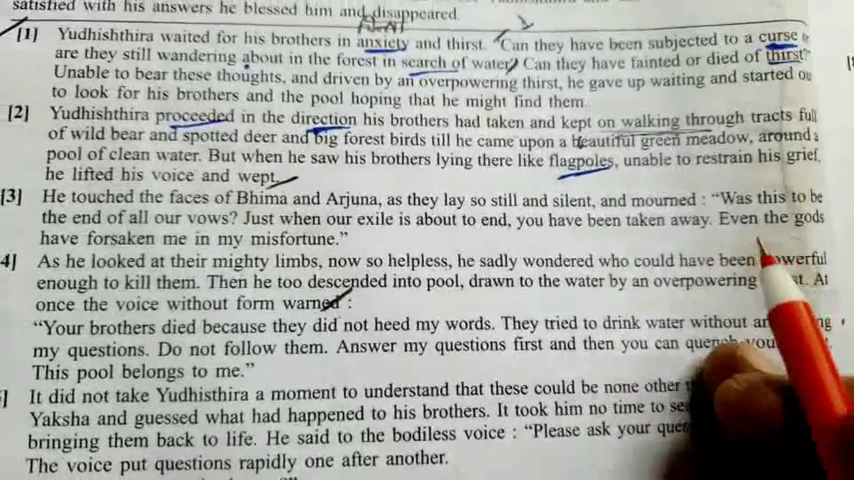 satisfied with his answers he blessed him and disappeared.
[1] Yudhishthira waited for his brothers in anxiety and thirst. "Can they have been subjected to a curse
are they still wandering about in the forest in search of water? Can they have fainted or died of thirst?"
Unable to bear these thoughts, and driven by an overpowering thirst, he gave up waiting and started
to look for his brothers and the pool hoping that he might find them.
[2] Yudhishthira proceeded in the direction his brothers had taken and kept on walking through tracts full
of wild bear and spotted deer and big forest birds till he came upon a beautiful green meadow, around a
pool of clean water. But when he saw his brothers lying there like flagpoles, unable to restrain his grief,
he lifted his voice and wept.
[3] He touched the faces of Bhima and Arjuna, as they lay so still and silent, and mourned : "Was this to be
the end of all our vows? Just when our exile is about to end, you have been taken away. Even the gods
have forsaken me in my misfortune."
4] As he looked at their mighty limbs, now so helpless, he sadly wondered who could have been powerful
enough to kill them. Then he too descended into pool, drawn to the water by an overpowering At
once the voice without form warned :
"Your brothers died because they did not heed my words. They tried to drink water without
my questions. Do not follow them. Answer my questions first and then you can quench
This pool belongs to me."
] It did not take Yudhisthira a moment to understand that these could be none other
Yaksha and guessed what had happened to his brothers. It took him no time to
bringing them back to life. He said to the bodiless voice : "Please ask your
The voice put questions rapidly one after another.